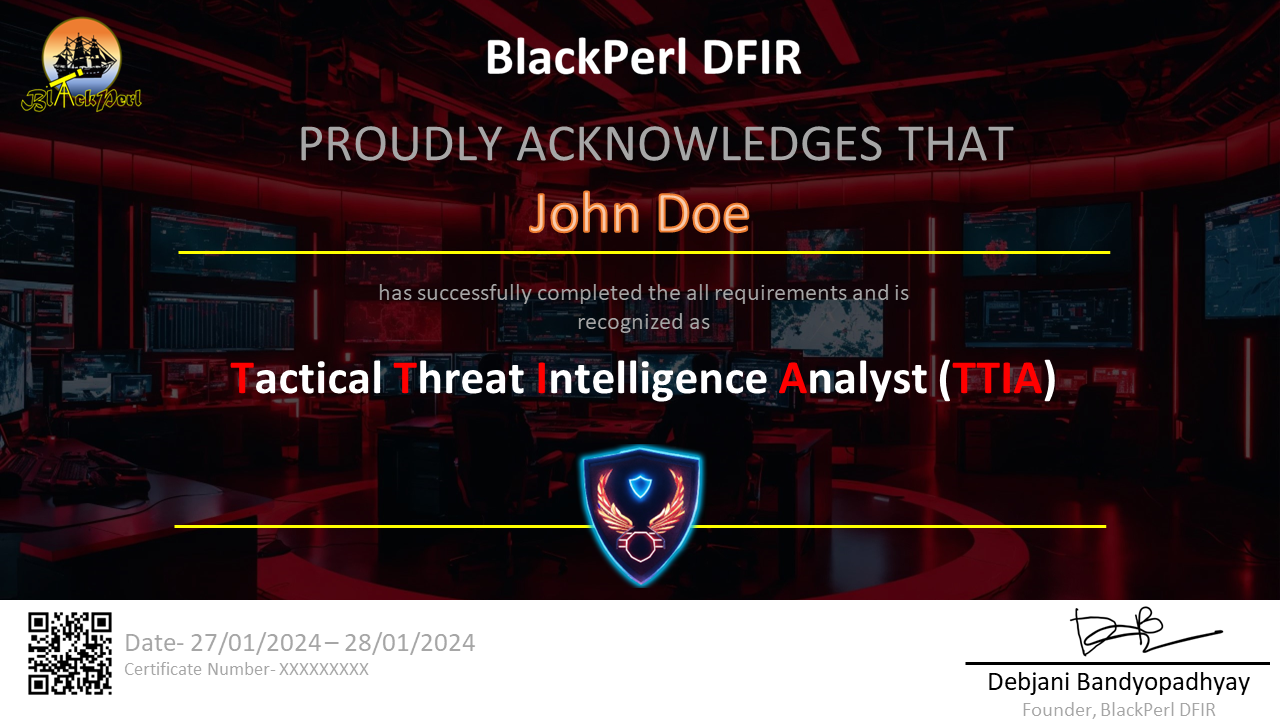 BlackPerl
BlackPerl DFIR
PROUDLY ACKNOWLEDGES THAT
John Doe
has successfully completed the all requirements and is
recognized as
Tactical Threat Intelligence Analyst (TTIA)
Date- 27/01/2024 – 28/01/2024
Certificate Number- XXXXXXXXX
Debjani Bandyopadhyay
Founder, BlackPerl DFIR